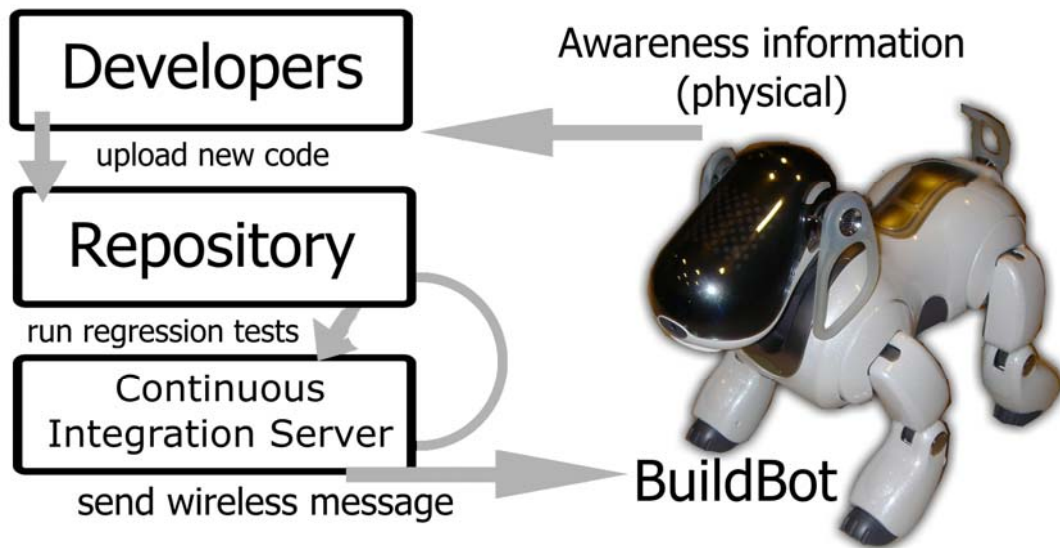 Developers
Awareness information
(physical)
upload new code
Repository
run regression tests
Continuous
Integration Server
send wireless message
BuildBot